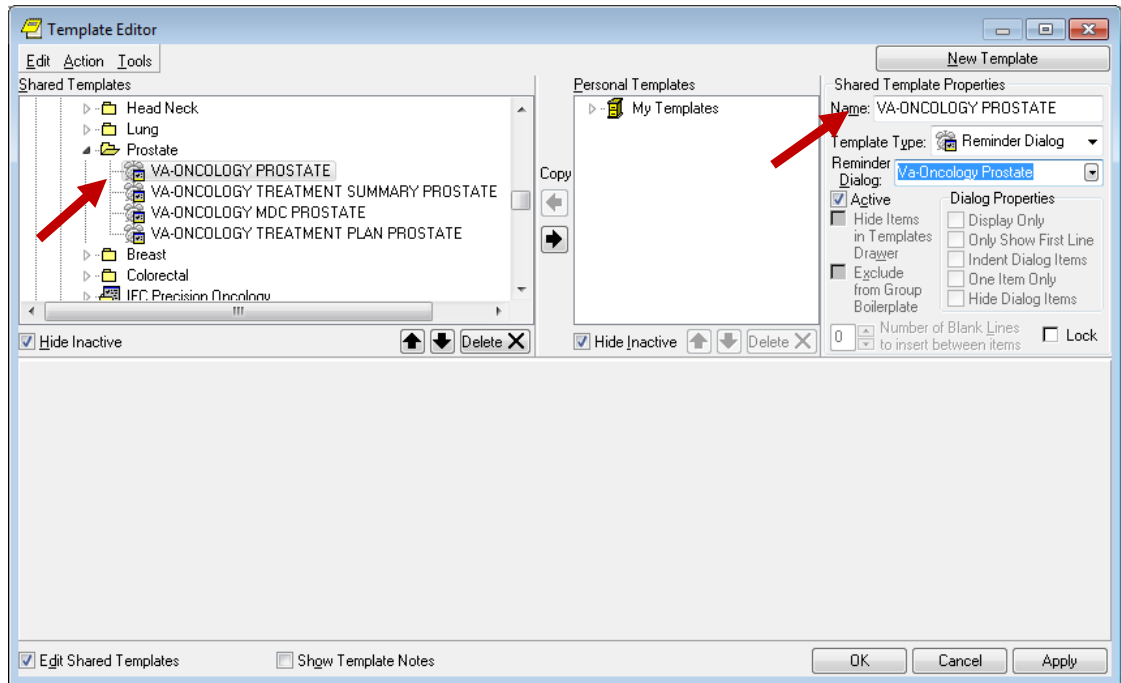 Template Editor
Edit Action Tools
New Template
Shared Templates
Head Neck
Lung
Prostate
VA-ONCOLOGY PROSTATE
VA-ONCOLOGY TREATMENT SUMMARY PROSTATE
VA-ONCOLOGY MDC PROSTATE
VA-ONCOLOGY TREATMENT PLAN PROSTATE
Breast
Colorectal
IFC Precision Oncology
Hide Inactive
Delete
Copy
Personal Templates
My Templates
Hide Inactive
Delete
Shared Template Properties
Name: VA-ONCOLOGY PROSTATE
Template Type: Reminder Dialog
Reminder
Dialog: Va-Oncology Prostate
Active
Hide Items
in Templates
Drawer
Exclude
from Group
Boilerplate
Dialog Properties
Display Only
Only Show First Line
Indent Dialog Items
One Item Only
Hide Dialog Items
0 Number of Blank Lines
to insert between items
Lock
Edit Shared Templates
Show Template Notes
OK
Cancel
Apply